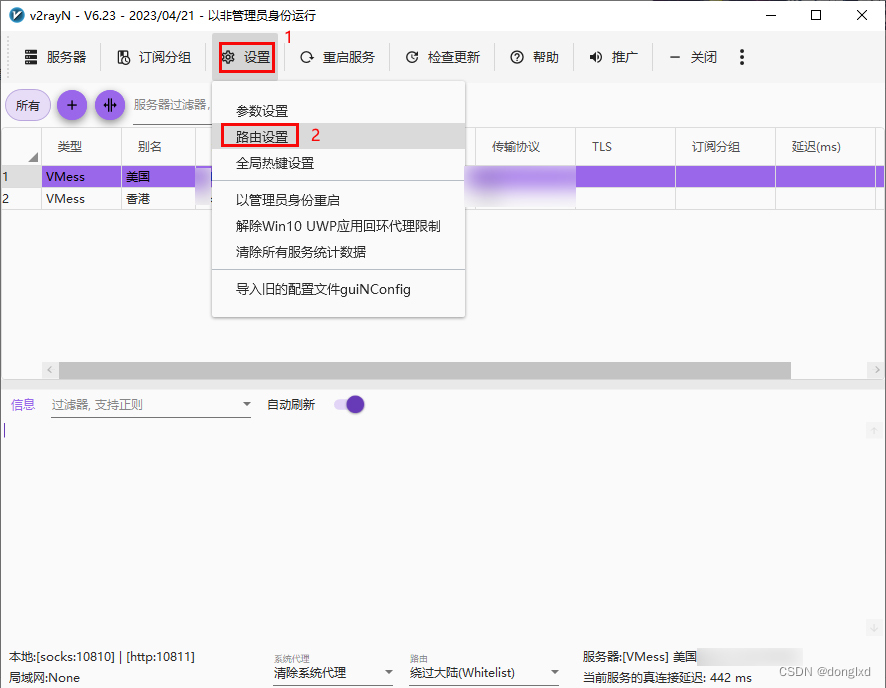 v2rayN - V6.23 - 2023/04/21 - 以非管理员身份运行
1
服务器 订阅分组 设置 重启服务 检查更新 帮助 推广 关闭
所有 服务器过滤器,
参数设置
路由设置 2
全局热键设置
以管理员身份重启
解除Win10 UWP应用回环代理限制
清除所有服务统计数据
导入旧的配置文件guiNConfig
类型 别名 传输协议 TLS 订阅分组 延迟(ms)
1 VMess 美国
2 VMess 香港
信息 过滤器, 支持正则 自动刷新
本地:[socks:10810] | [http:10811]
局域网:None
系统代理
清除系统代理
路由
绕过大陆(Whitelist)
服务器:[VMess] 美国
当前服务的真连接延迟: 442 ms
CSDN @donglxd